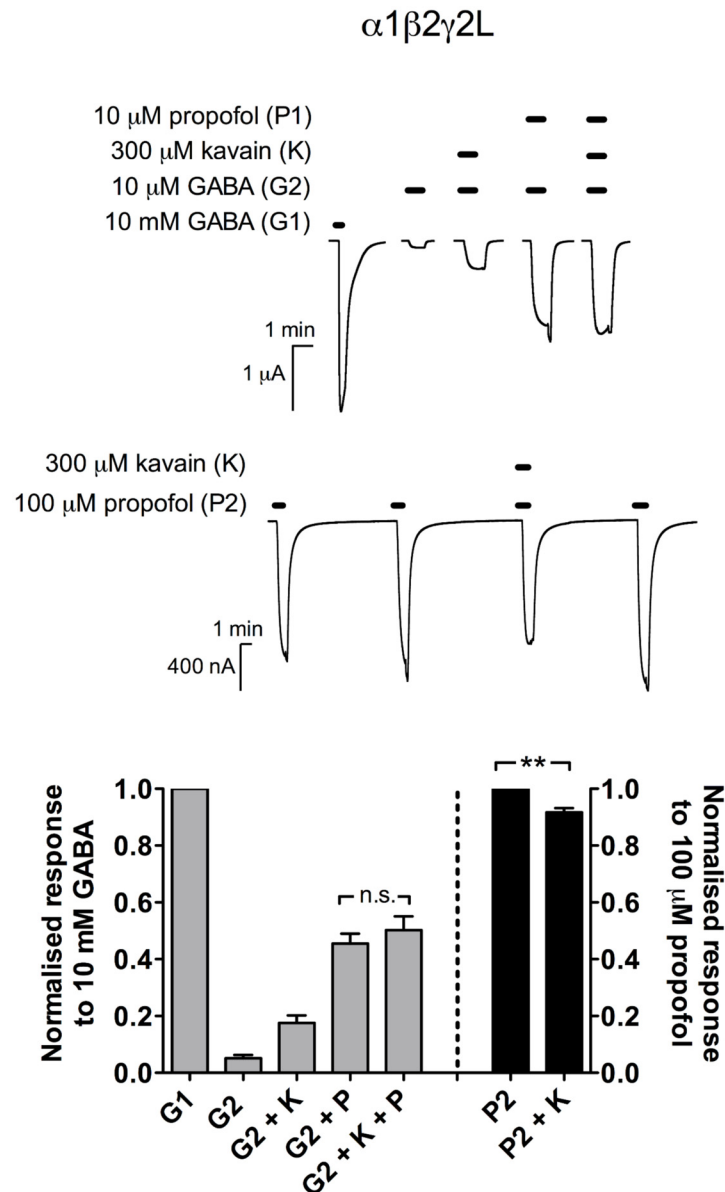 α1β2γ2L
10 μM propofol (P1)
300 μM kavain (K)
10 μM GABA (G2)
10 mM GABA (G1)
1 min
1 μA
300 μM kavain (K)
100 μM propofol (P2)
1 min
400 nA
Normalised response
to 10 mM GABA
1.0
0.8
0.6
0.4
0.2
0.0
n.s.
**
1.0
0.8
0.6
0.4
0.2
0.0
Normalised response
to 100 μM propofol
G1
G2
G2 + K
G2 + P
G2 + K + P
P2
P2 + K